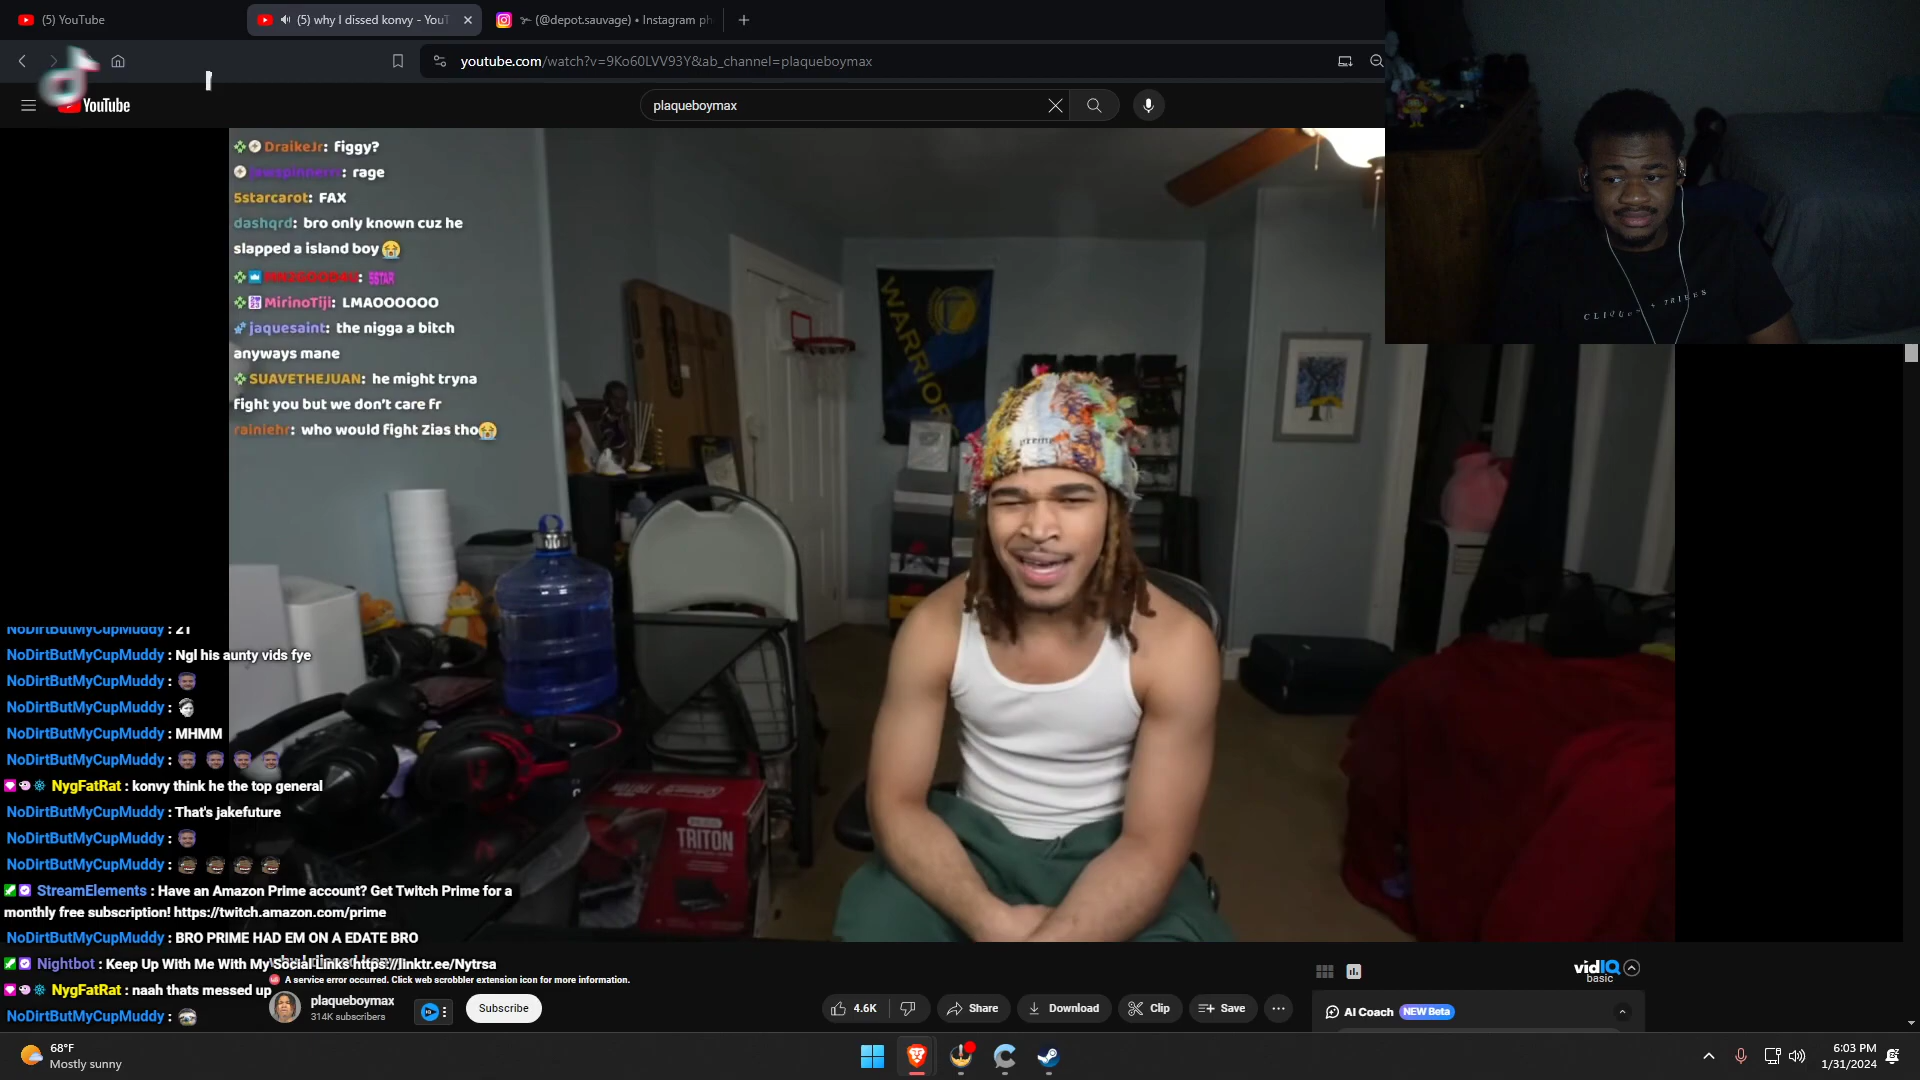 (5) YouTube
(5) why I dissed konvy - YouT
(@depot.sauvage) • Instagram ph
youtube.com/watch?v=9Ko60LVV93Y&ab_channel=plaqueboymax
YouTube
plaqueboymax
DraikeJr: figgy?
: rage
5starcarot: FAX
dashqrd: bro only known cuz he
slapped a island boy
: 5STAR
MirinoTiji: LMAOOOOOO
jaquesaint: the nigga a bitch
anyways mane
SUAVETHEJUAN: he might tryna
fight you but we don't care fr
rainiehr: who would fight Zias tho
WARRIOR
prime
TRITON
NoDirtButMyCupMuddy : 21
NoDirtButMyCupMuddy : Ngl his aunty vids fye
NoDirtButMyCupMuddy :
NoDirtButMyCupMuddy :
NoDirtButMyCupMuddy : MHMM
NoDirtButMyCupMuddy :
NygFatRat : konvy think he the top general
NoDirtButMyCupMuddy : That's jakefuture
NoDirtButMyCupMuddy :
NoDirtButMyCupMuddy :
StreamElements : Have an Amazon Prime account? Get Twitch Prime for a
monthly free subscription! https://twitch.amazon.com/prime
NoDirtButMyCupMuddy : BRO PRIME HAD EM ON A EDATE BRO
Nightbot : Keep Up With Me With My Social Links https://linktr.ee/Nytrsa
A service error occurred. Click web scrobbler extension icon for more information.
NygFatRat : naah thats messed up
NoDirtButMyCupMuddy :
plaqueboymax
314K subscribers
Subscribe
4.6K
Share
Download
Clip
Save
vidIQ
basic
AI Coach
NEW Beta
68°F
Mostly sunny
6:03 PM
1/31/2024